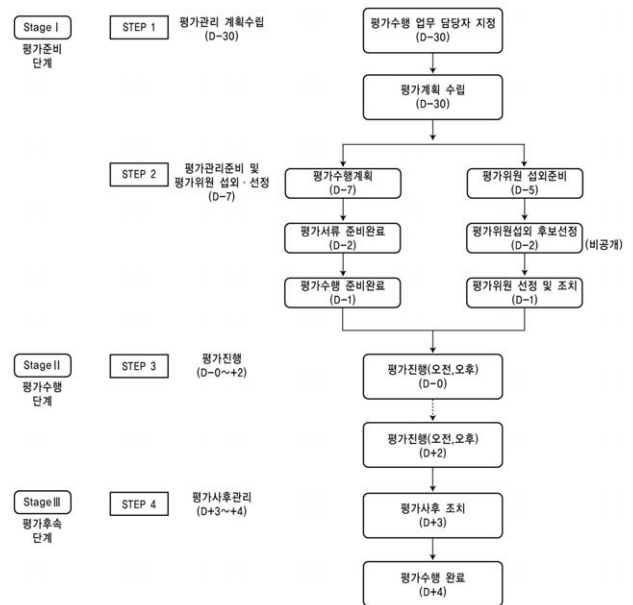 Stage Ⅰ
평가준비
단계
STEP 1
평가관리 계획수립
(D-30)
평가수행 업무 담당자 지정
(D-30)
평가계획 수립
(D-30)
STEP 2
평가관리준비 및
평가위원 섭외·선정
(D-7)
평가수행계획
(D-7)
평가위원 섭외준비
(D-5)
평가서류 준비완료
(D-2)
평가위원섭외 후보선정
(D-2)
(비공개)
평가수행 준비완료
(D-1)
평가위원 선정 및 조치
(D-1)
Stage Ⅱ
평가수행
단계
STEP 3
평가진행
(D-0~+2)
평가진행(오전,오후)
(D-0)
평가진행(오전,오후)
(D+2)
Stage Ⅲ
평가후속
단계
STEP 4
평가사후관리
(D+3~+4)
평가사후 조치
(D+3)
평가수행 완료
(D+4)